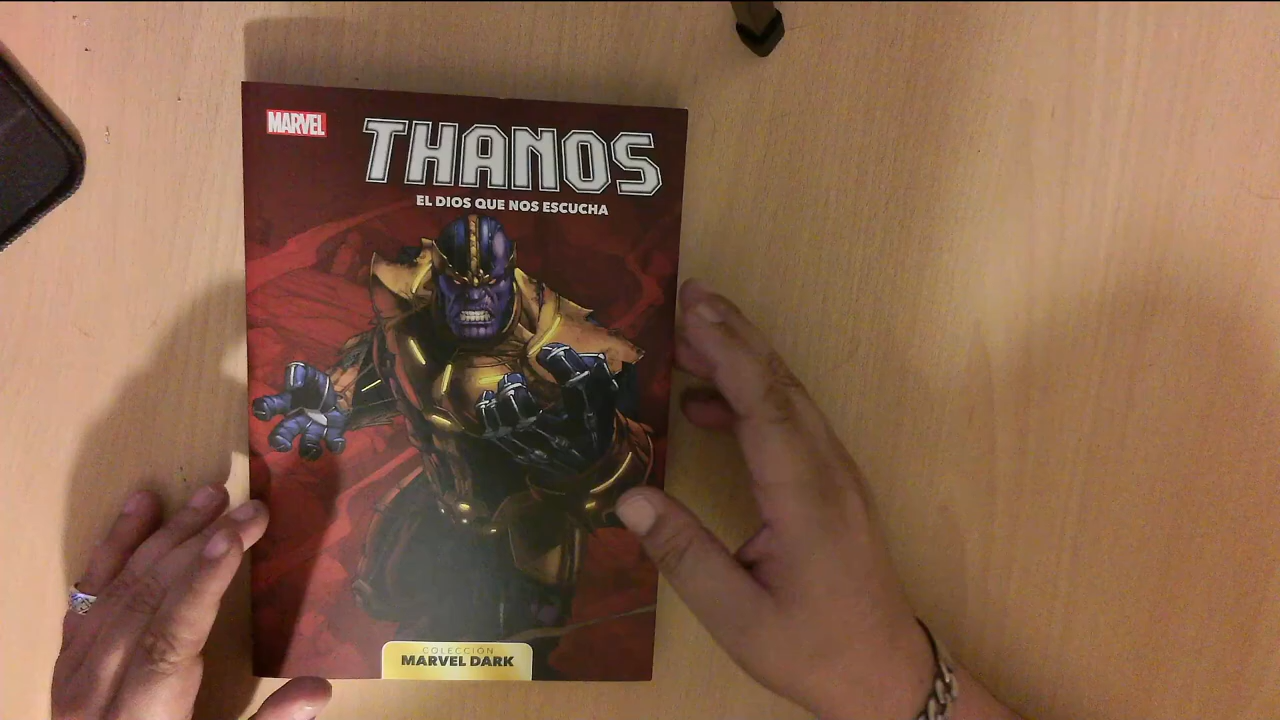 MARVEL
THANOS
EL DIOS QUE NOS ESCUCHA
COLECCIÓN
MARVEL DARK